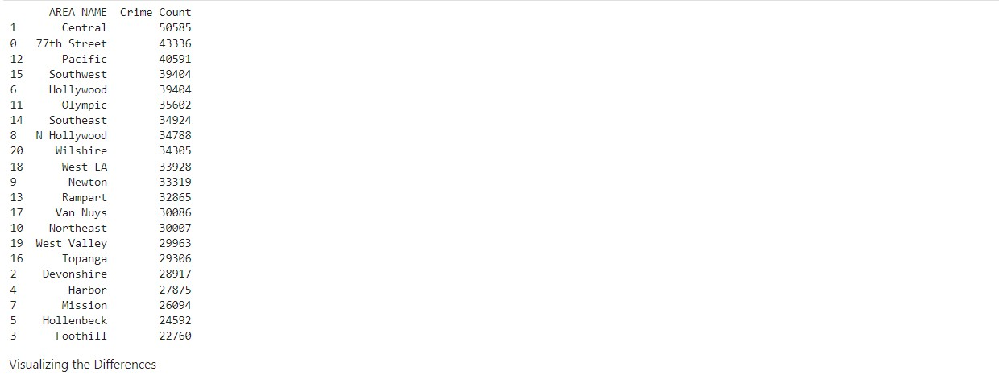 AREA NAME Crime Count
1 Central 50585
0 77th Street 43336
12 Pacific 40591
15 Southwest 39404
6 Hollywood 39404
11 Olympic 35602
14 Southeast 34924
8 N Hollywood 34788
20 Wilshire 34305
18 West LA 33928
9 Newton 33319
13 Rampart 32865
17 Van Nuys 30086
10 Northeast 30007
19 West Valley 29963
16 Topanga 29306
2 Devonshire 28917
4 Harbor 27875
7 Mission 26094
5 Hollenbeck 24592
3 Foothill 22760
Visualizing the Differences